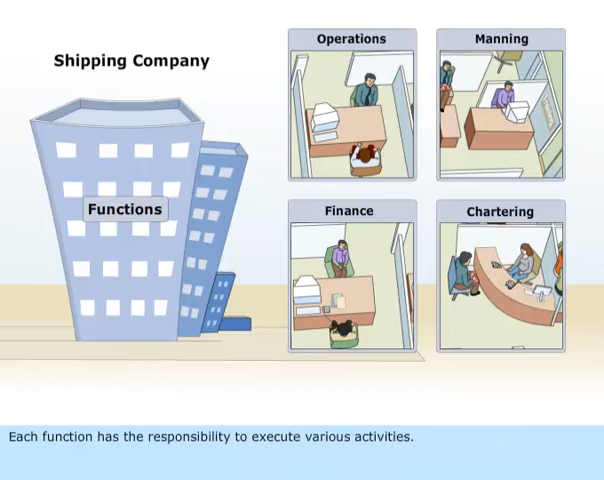 Shipping Company
Functions
Operations
Manning
Finance
Chartering
Each function has the responsibility to execute various activities.